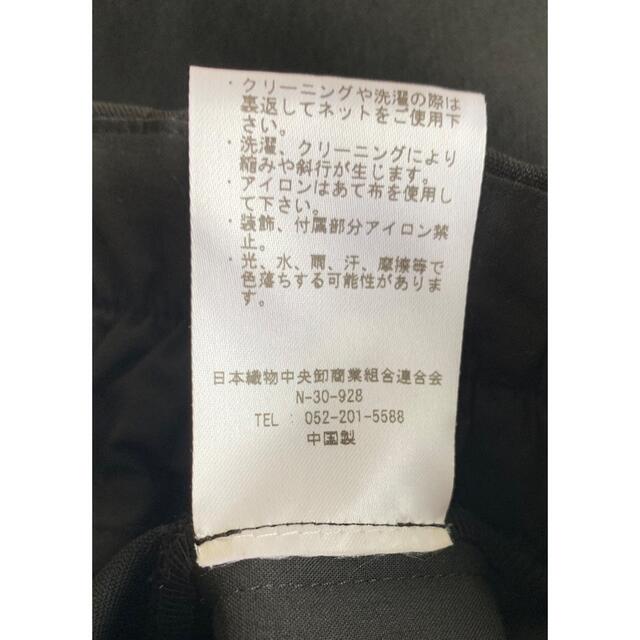 ・クリーニングや洗濯の際は
裏返してネットをご使用下
さい。
・洗濯、クリーニングにより
縮みや斜行が生じます。
・アイロンはあて布を使用し
て下さい。
・装飾、付属部分アイロン禁
止。
・光、水、雨、汗、摩擦等で
色落ちする可能性がありま
す。
日本織物中央卸商業組合連合会
N-30-928
TEL : 052-201-5588
中国製